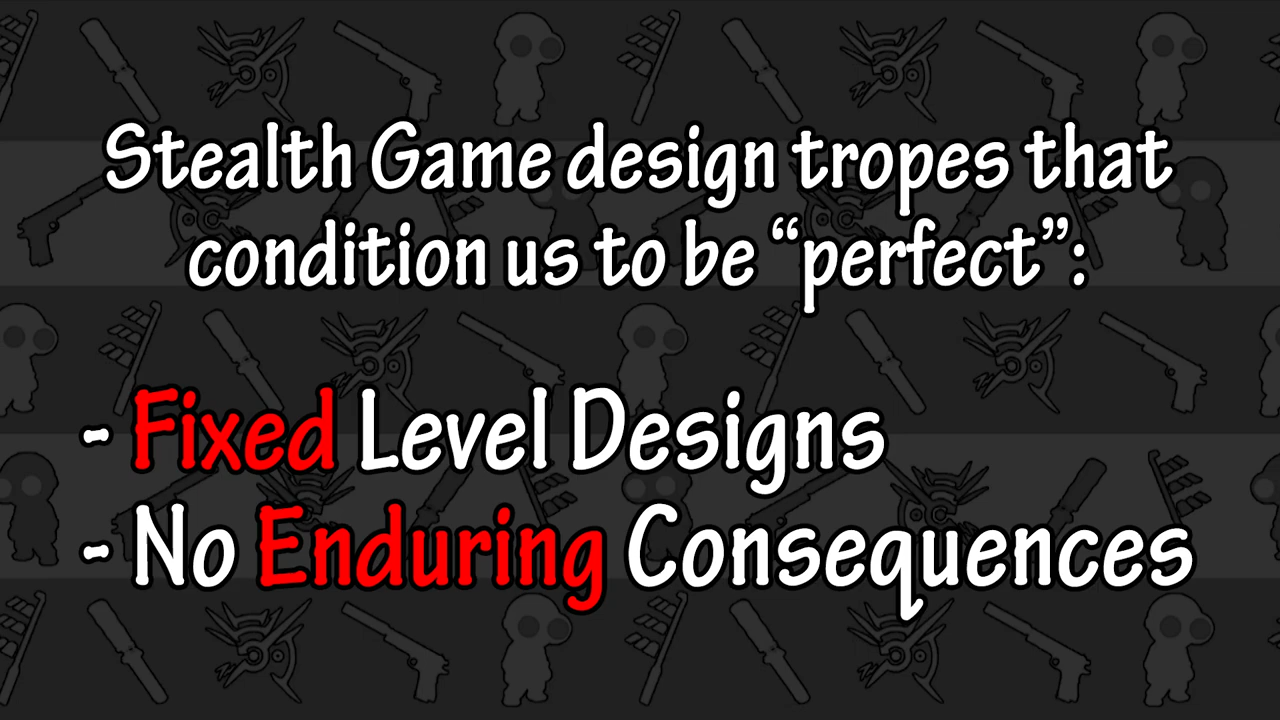 Stealth Game design tropes that
condition us to be “perfect”:
- Fixed Level Designs
- No Enduring Consequences